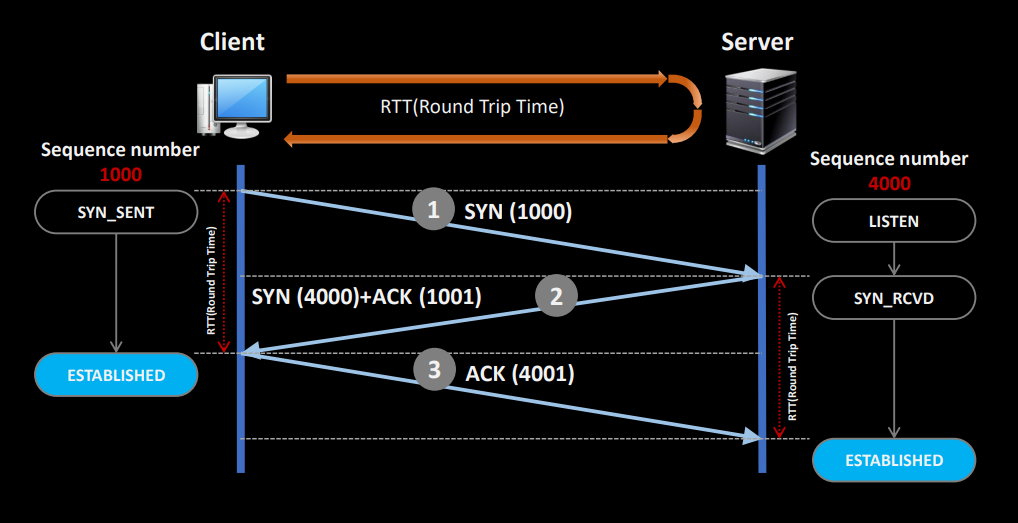 Client
Server
RTT(Round Trip Time)
Sequence number
1000
Sequence number
4000
SYN_SENT
1
SYN (1000)
LISTEN
RTT(Round Trip Time)
SYN (4000)+ACK (1001)
2
SYN_RCVD
RTT(Round Trip Time)
ESTABLISHED
3
ACK (4001)
ESTABLISHED